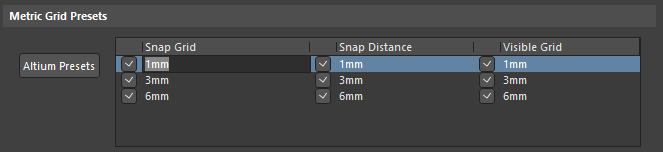 Metric Grid Presets
Snap Grid Snap Distance Visible Grid
Altium Presets
1mm 1mm 1mm
3mm 3mm 3mm
6mm 6mm 6mm